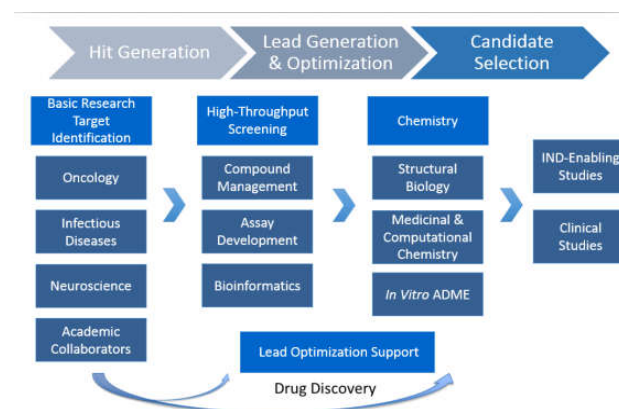 Hit Generation
Lead Generation
& Optimization
Candidate
Selection
Basic Research
Target
Identification
Oncology
Infectious
Diseases
Neuroscience
Academic
Collaborators
High-Throughput
Screening
Compound
Management
Assay
Development
Bioinformatics
Chemistry
Structural
Biology
Medicinal &
Computational
Chemistry
In Vitro ADME
IND-Enabling
Studies
Clinical
Studies
Lead Optimization Support
Drug Discovery